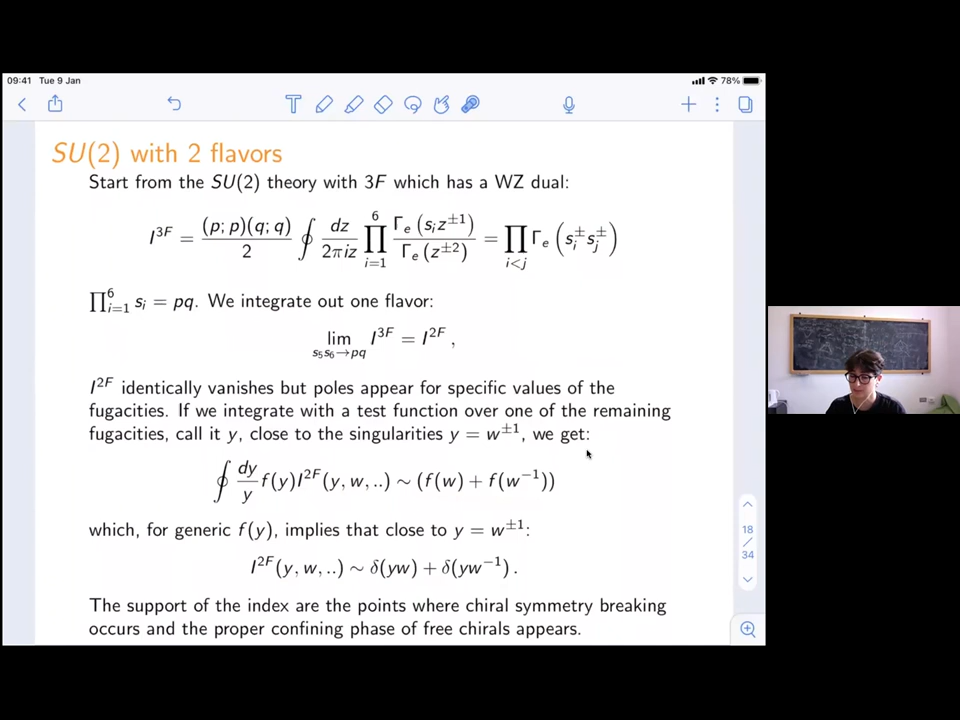 09:41 Tue 9 Jan 78%
SU(2) with 2 flavors
Start from the SU(2) theory with 3F which has a WZ dual:
I^{3F} = \frac{(p; p)(q; q)}{2} \oint \frac{dz}{2\pi iz} \prod_{i=1}^{6} \frac{\Gamma_e (s_i z^{\pm 1})}{\Gamma_e (z^{\pm 2})} = \prod_{i<j} \Gamma_e (s_i^{\pm} s_j^{\pm})
\prod_{i=1}^{6} s_i = pq. We integrate out one flavor:
\lim_{s_5 s_6 \to pq} I^{3F} = I^{2F} ,
I^{2F} identically vanishes but poles appear for specific values of the
fugacities. If we integrate with a test function over one of the remaining
fugacities, call it y, close to the singularities y = w^{\pm 1}, we get:
\oint \frac{dy}{y} f(y) I^{2F}(y, w, ..) \sim (f(w) + f(w^{-1}))
which, for generic f(y), implies that close to y = w^{\pm 1}:
I^{2F}(y, w, ..) \sim \delta(yw) + \delta(yw^{-1}) .
The support of the index are the points where chiral symmetry breaking
occurs and the proper confining phase of free chirals appears.
18
/
34